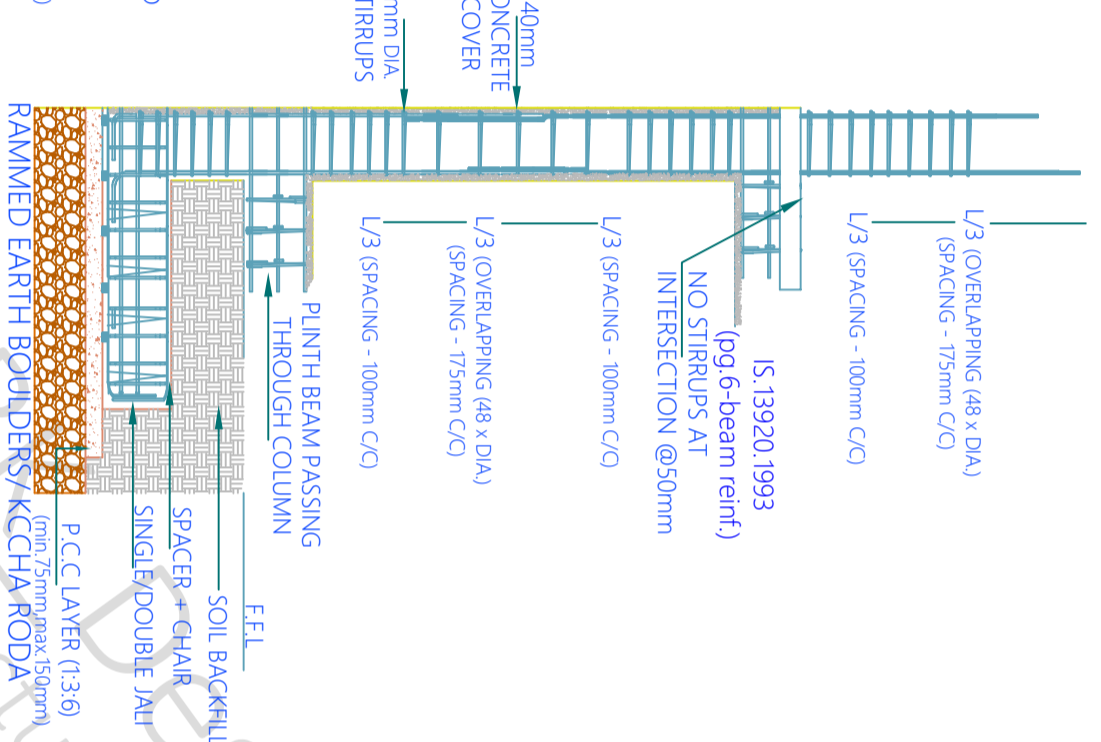 40mm
ONCRETE
COVER
mm DIA.
TIRRUPS
L/3 (OVERLAPPING (48 x DIA.)
(SPACING - 175mm C/C)
L/3 (SPACING - 100mm C/C)
IS.13920.1993
(pg.6-beam reinf.)
NO STIRRUPS AT
INTERSECTION @50mm
L/3 (SPACING - 100mm C/C)
L/3 (OVERLAPPING (48 x DIA.)
(SPACING - 175mm C/C)
L/3 (SPACING - 100mm C/C)
PLINTH BEAM PASSING
THROUGH COLUMN
F.F.L
SOIL BACKFILL
SPACER + CHAIR
SINGLE/DOUBLE JALI
P.C.C LAYER (1:3:6)
(min.75mm,max.150mm)
RAMMED EARTH BOULDERS/ KCCHA RODA